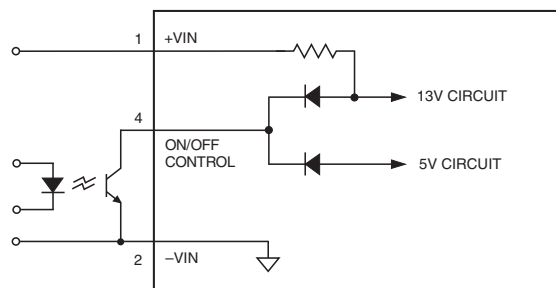 1
+VIN
13V CIRCUIT
4
ON/OFF
CONTROL
5V CIRCUIT
2
–VIN